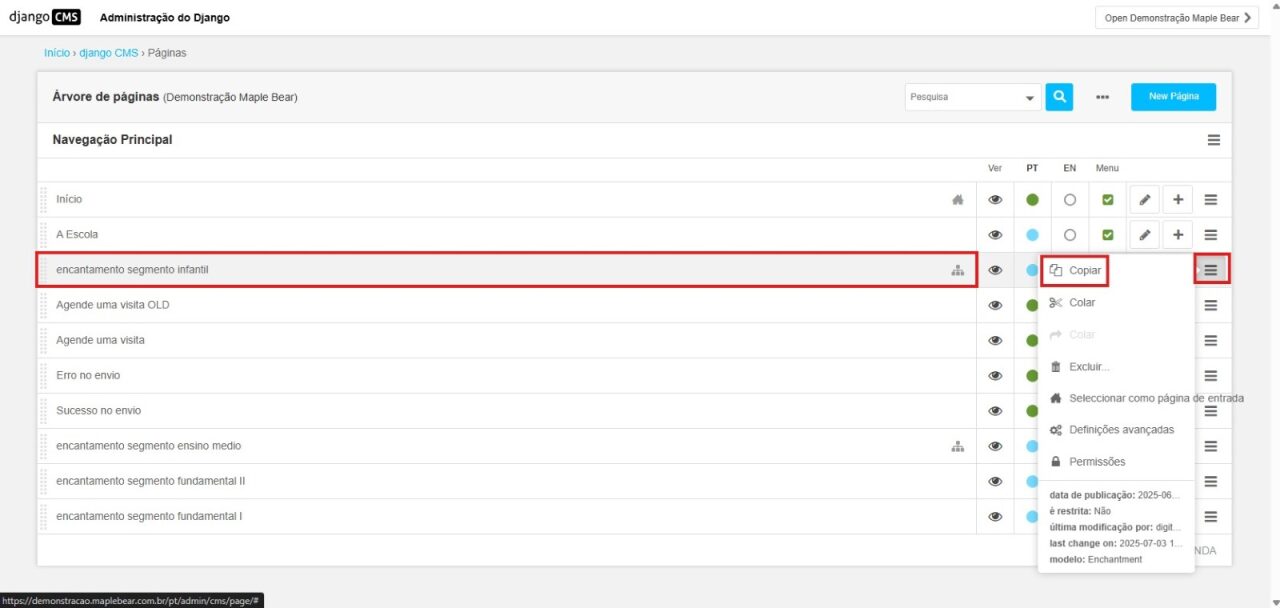 django CMS Administração do Django Open Demonstração Maple Bear
Início › django CMS › Páginas
Árvore de páginas (Demonstração Maple Bear) Pesquisa New Página
Navegação Principal
Ver PT EN Menu
Início
A Escola
encantamento segmento infantil Copiar
Agende uma visita OLD Colar
Agende uma visita Colar
Erro no envio Excluir...
Seleccionar como página de entrada
Sucesso no envio
encantamento segmento ensino medio Definições avançadas
Permissões
encantamento segmento fundamental II
data de publicação: 2025-06...
é restrita: Não
encantamento segmento fundamental I
última modificação por: digit...
last change on: 2025-07-03 1...
NDA
modelo: Enchantment
https://demonstracao.maplebear.com.br/pt/admin/cms/page/#